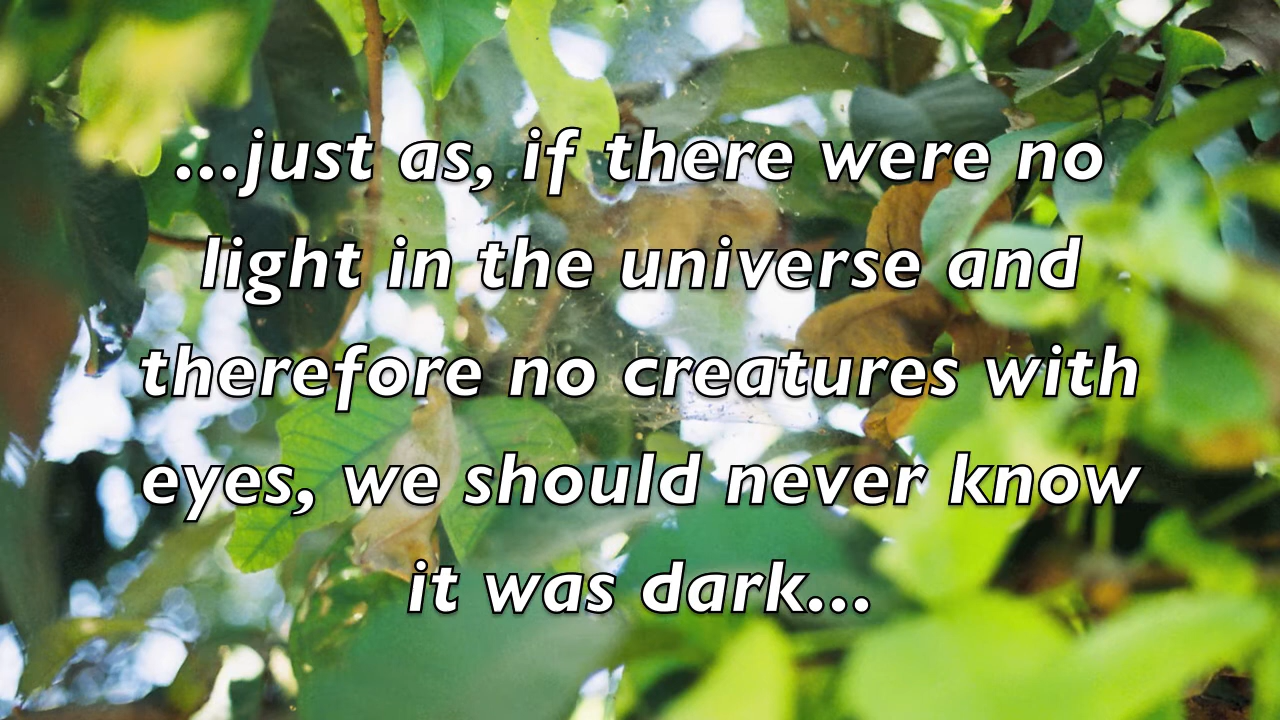 ...just as, if there were no
light in the universe and
therefore no creatures with
eyes, we should never know
it was dark...